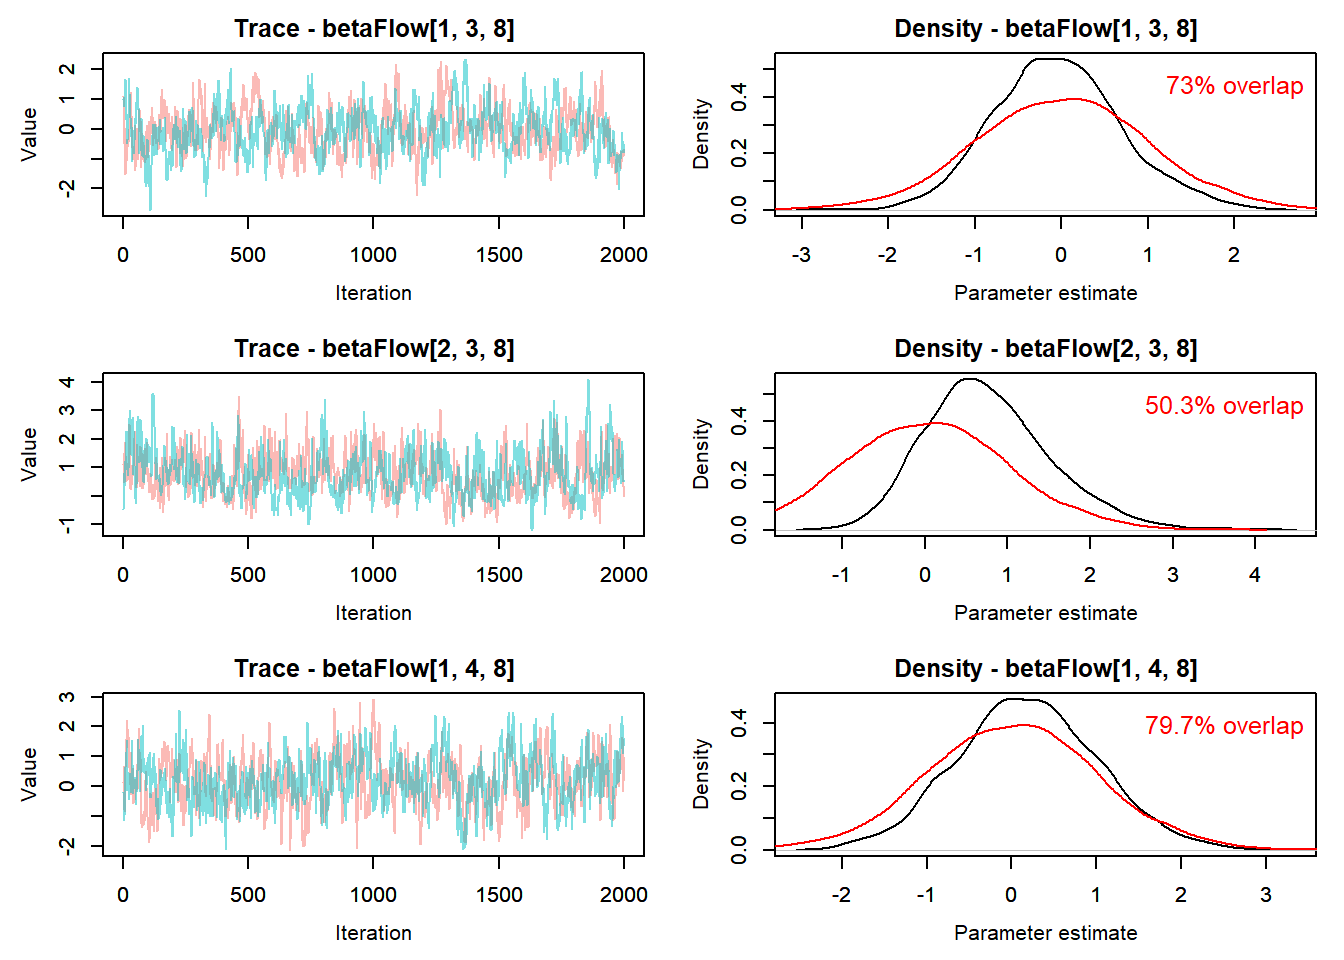 Trace - betaFlow[1, 3, 8]
Value
2
1
0
-2
0 500 1000 1500 2000
Iteration
Density - betaFlow[1, 3, 8]
73% overlap
Density
0.4
0.2
0.0
-3 -2 -1 0 1 2
Parameter estimate
Trace - betaFlow[2, 3, 8]
Value
4
3
2
1
-1
0 500 1000 1500 2000
Iteration
Density - betaFlow[2, 3, 8]
50.3% overlap
Density
0.4
0.2
0.0
-1 0 1 2 3 4
Parameter estimate
Trace - betaFlow[1, 4, 8]
Value
3
2
1
0
-2
0 500 1000 1500 2000
Iteration
Density - betaFlow[1, 4, 8]
79.7% overlap
Density
0.4
0.2
0.0
-2 -1 0 1 2 3
Parameter estimate